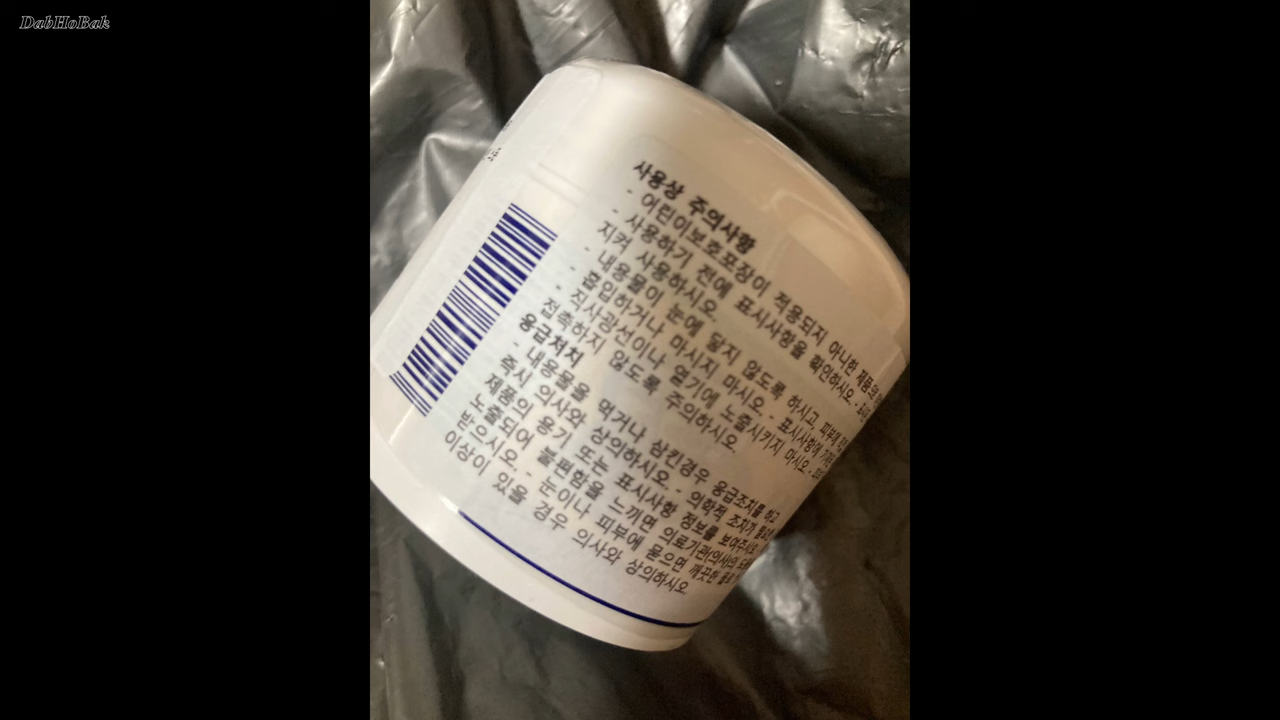 DabHoBak
사용상 주의사항
- 어린이보호포장이 적용되지 아니한 제품
- 사용하기 전에 표시사항을 확인하시오. -
지켜 사용하시오.
- 내용물이 눈에 닿지 않도록 하시고, 피부에
- 흡입하거나 마시지 마시오. - 표시사항에
- 직사광선이나 열기에 노출시키지 마시오. -
접촉하지 않도록 주의하시오.
응급처치
- 내용물을 먹거나 삼킨경우 응급조치를 하고
즉시 의사와 상의하시오. - 의학적 조치가
제품의 용기 또는 표시사항 정보를 보여주시오.
노출되어 불편함을 느끼면 의료기관(의사)의
받으시오. - 눈이나 피부에 묻으면 깨끗한 물로
이상이 있을 경우 의사와 상의하시오.